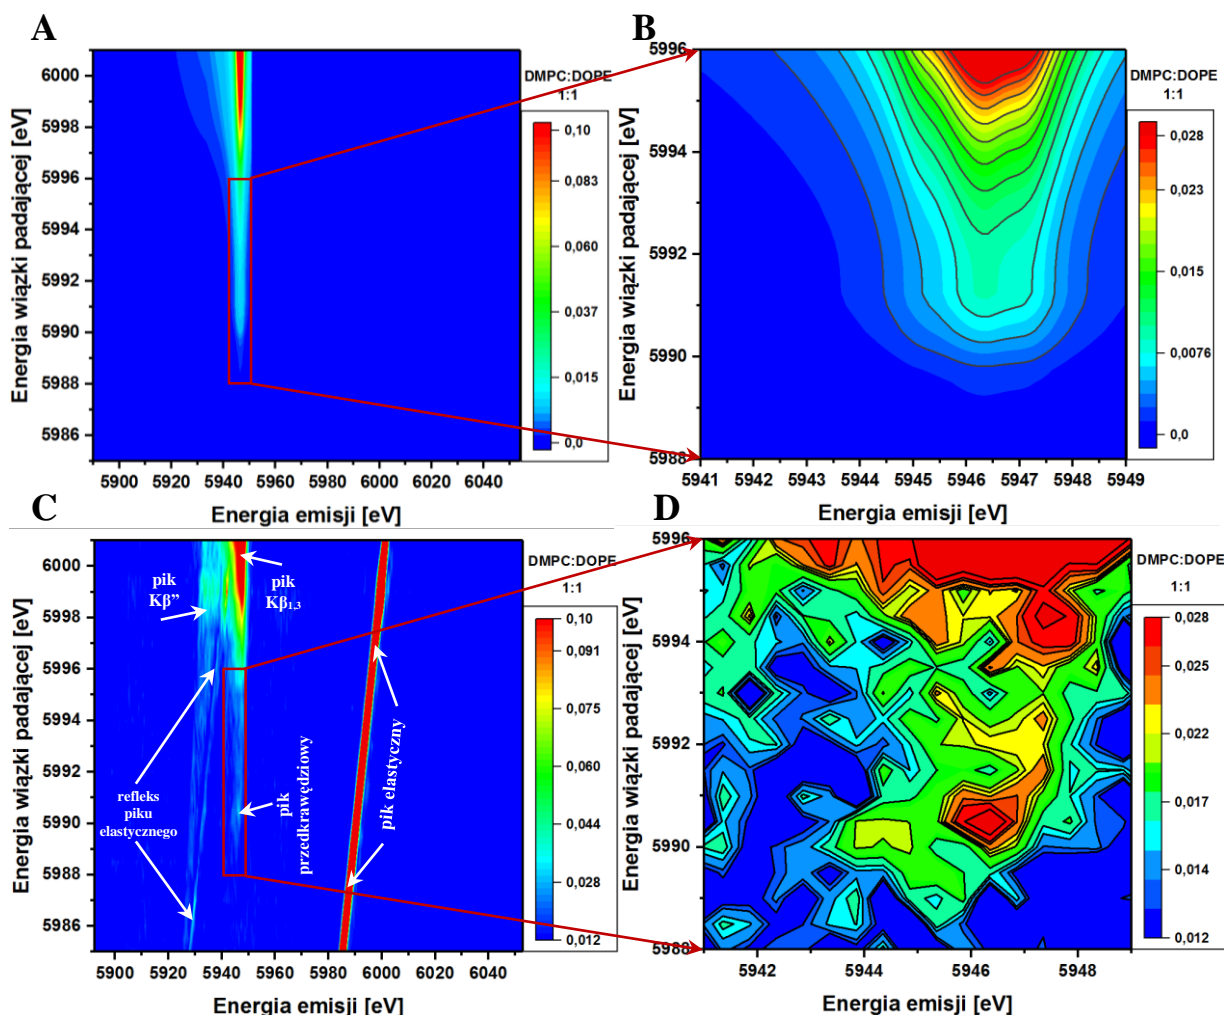 A
Energia wiązki padającej [eV]
6000
5998
5996
5994
5992
5990
5988
5986
5900 5920 5940 5960 5980 6000 6020 6040
Energia emisji [eV]
DMPC:DOPE
1:1
0,10
0,083
0,060
0,037
0,015
0,0
B
Energia wiązki padającej [eV]
5996
5994
5992
5990
5988
5941 5942 5943 5944 5945 5946 5947 5948 5949
Energia emisji [eV]
DMPC:DOPE
1:1
0,028
0,023
0,015
0,0076
0,0
C
Energia wiązki padającej [eV]
6000
5998
5996
5994
5992
5990
5988
5986
pik
Kβ”
pik
Kβ1,3
refleks
piku
elastycznego
pik
przedkrawędziowy
pik elastyczny
5900 5920 5940 5960 5980 6000 6020 6040
Energia emisji [eV]
DMPC:DOPE
1:1
0,10
0,091
0,075
0,060
0,044
0,028
0,012
D
Energia wiązki padającej [eV]
5996
5994
5992
5990
5988
5942 5944 5946 5948
Energia emisji [eV]
DMPC:DOPE
1:1
0,028
0,025
0,022
0,017
0,014
0,012